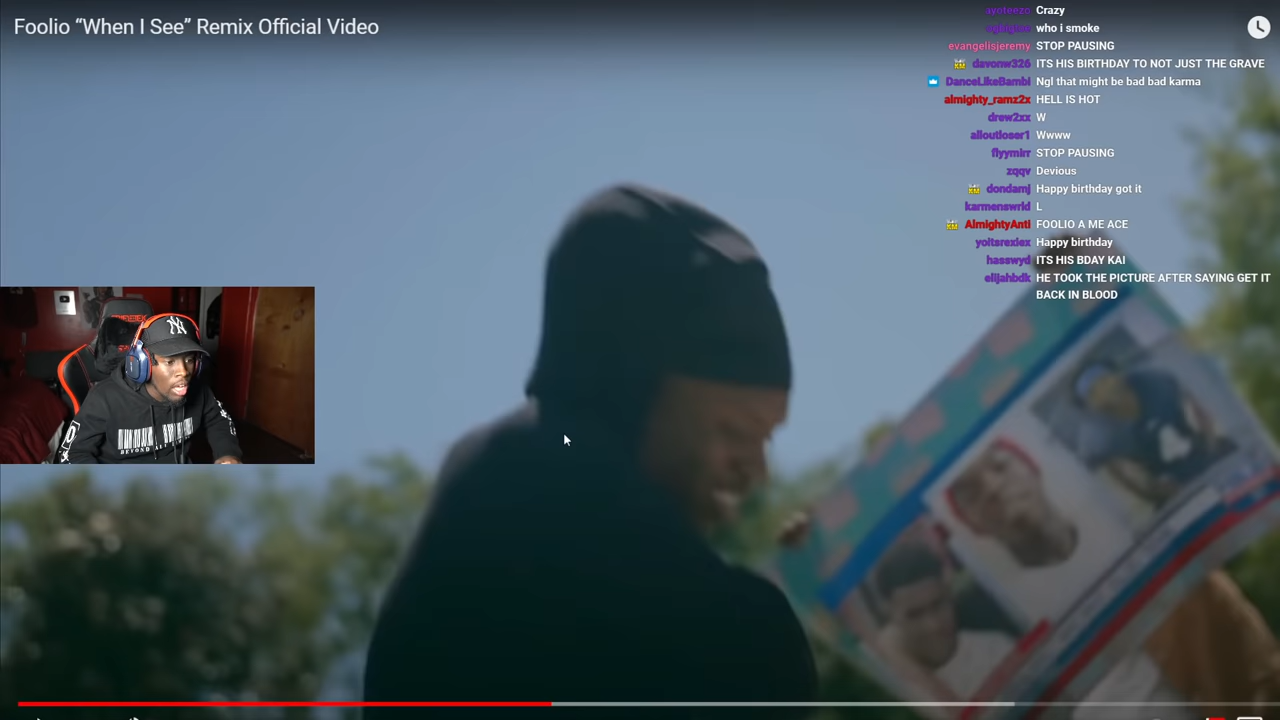 Foolio “When I See” Remix Official Video
ayoteezo Crazy
who i smoke
evangelisjeremy STOP PAUSING
davonw326 ITS HIS BIRTHDAY TO NOT JUST THE GRAVE
DanceLikeBambi Ngl that might be bad bad karma
almighty_ramz2x HELL IS HOT
drew2xx W
alloutloser1 Wwww
flyymirr STOP PAUSING
zqqv Devious
dondamj Happy birthday got it
karmenswrld L
AlmightyAnti FOOLIO A ME ACE
yoitsrexlex Happy birthday
hasswyd ITS HIS BDAY KAI
elijahbdk HE TOOK THE PICTURE AFTER SAYING GET IT
BACK IN BLOOD